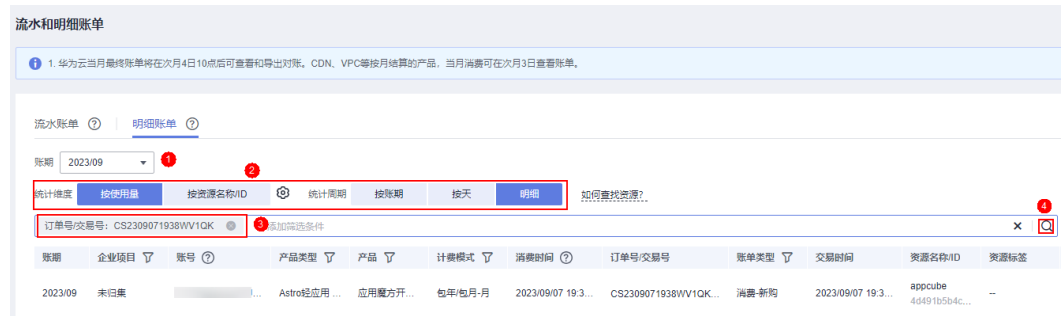 流水和明细账单
1. 华为云当月最终账单将在次月4日10点后可查看和导出对账。CDN、VPC等按月结算的产品，当月消费可在次月3日查看账单。
流水账单 ? 明细账单 ?
账期 2023/09 1
2
统计维度 按使用量 按资源名称/ID 统计周期 按账期 按天 明细 如何查找资源?
4
订单号/交易号：CS2309071938WV1QK 3 添加筛选条件
账期 企业项目 账号 ? 产品类型 产品 计费模式 消费时间 ? 订单号/交易号 账单类型 交易时间 资源名称/ID 资源标签
2023/09 未归集 ... Astro轻应用 ... 应用魔方开... 包年/包月-月 2023/09/07 19:3... CS2309071938WV1QK... 消费-新购 2023/09/07 19:3... appcube --
4d491b5b4c...